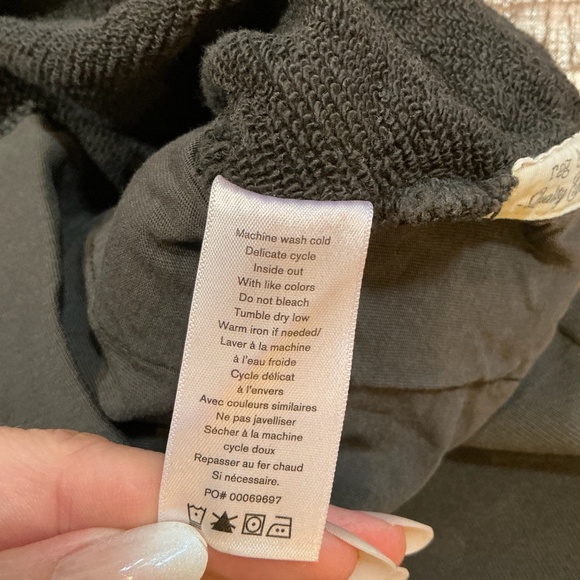 Machine wash cold
Delicate cycle
Inside out
With like colors
Do not bleach
Tumble dry low
Warm iron if needed/
Laver à la machine
à l'eau froide
Cycle délicat
à l'envers
Avec couleurs similaires
Ne pas javelliser
Sécher à la machine
cycle doux
Repasser au fer chaud
Si nécessaire.
PO# 00069697
Quality